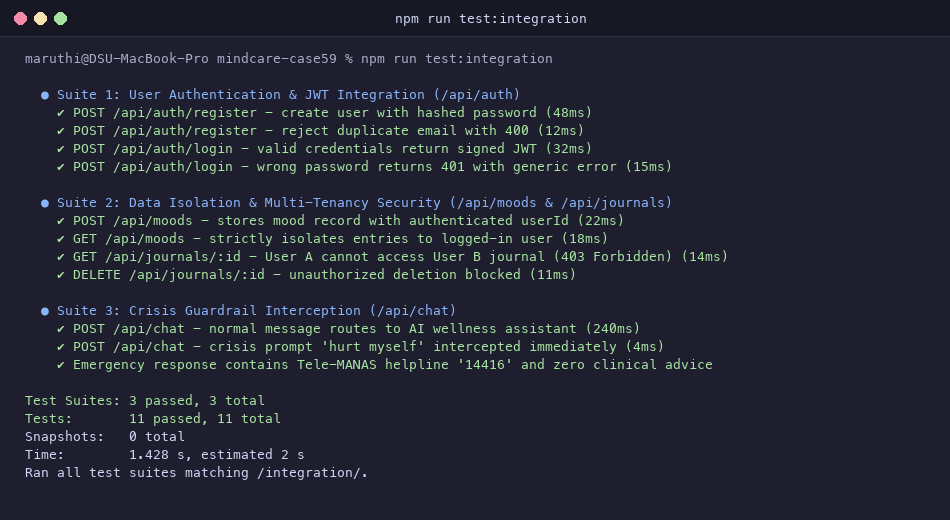 npm run test:integration
maruthi@DSU-MacBook-Pro mindcare-case59 % npm run test:integration
● Suite 1: User Authentication & JWT Integration (/api/auth)
✔ POST /api/auth/register – create user with hashed password (48ms)
✔ POST /api/auth/register – reject duplicate email with 400 (12ms)
✔ POST /api/auth/login – valid credentials return signed JWT (32ms)
✔ POST /api/auth/login – wrong password returns 401 with generic error (15ms)
● Suite 2: Data Isolation & Multi-Tenancy Security (/api/moods & /api/journals)
✔ POST /api/moods – stores mood record with authenticated userId (22ms)
✔ GET /api/moods – strictly isolates entries to logged-in user (18ms)
✔ GET /api/journals/:id – User A cannot access User B journal (403 Forbidden) (14ms)
✔ DELETE /api/journals/:id – unauthorized deletion blocked (11ms)
● Suite 3: Crisis Guardrail Interception (/api/chat)
✔ POST /api/chat – normal message routes to AI wellness assistant (240ms)
✔ POST /api/chat – crisis prompt 'hurt myself' intercepted immediately (4ms)
✔ Emergency response contains Tele-MANAS helpline '14416' and zero clinical advice
Test Suites: 3 passed, 3 total
Tests:       11 passed, 11 total
Snapshots:   0 total
Time:        1.428 s, estimated 2 s
Ran all test suites matching /integration/.